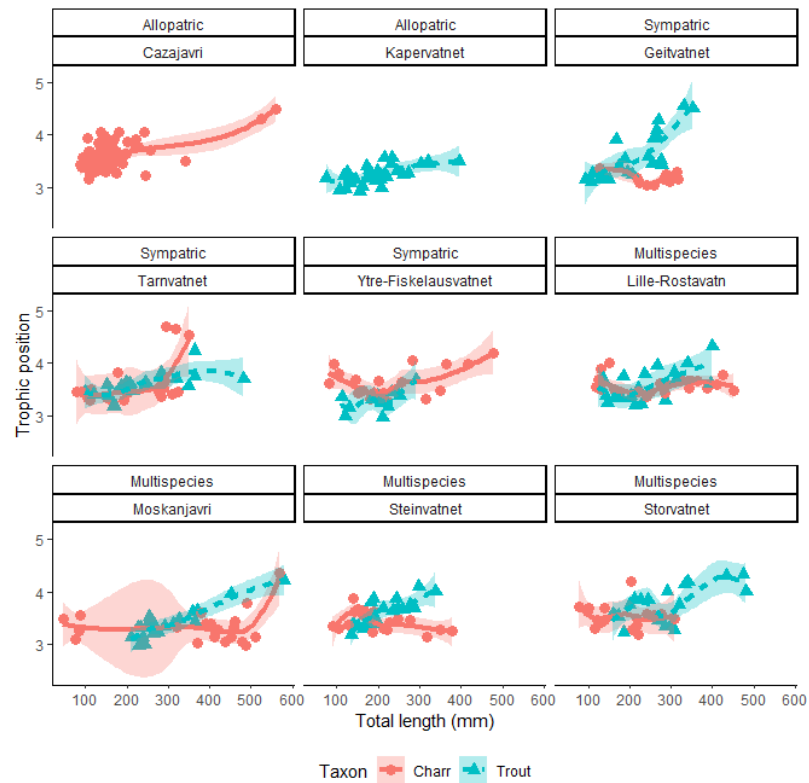 Allopatric
Allopatric
Sympatric
Cazajavri
Kapervatnet
Geitvatnet
5
4
3
Sympatric
Sympatric
Multispecies
Tarnvatnet
Ytre-Fiskelausvatnet
Lille-Rostavatn
5
4
3
Trophic position
Multispecies
Multispecies
Multispecies
Moskanjavri
Steinvatnet
Storvatnet
5
4
3
100 200 300 400 500 600
100 200 300 400 500 600
100 200 300 400 500 600
Total length (mm)
Taxon Charr Trout